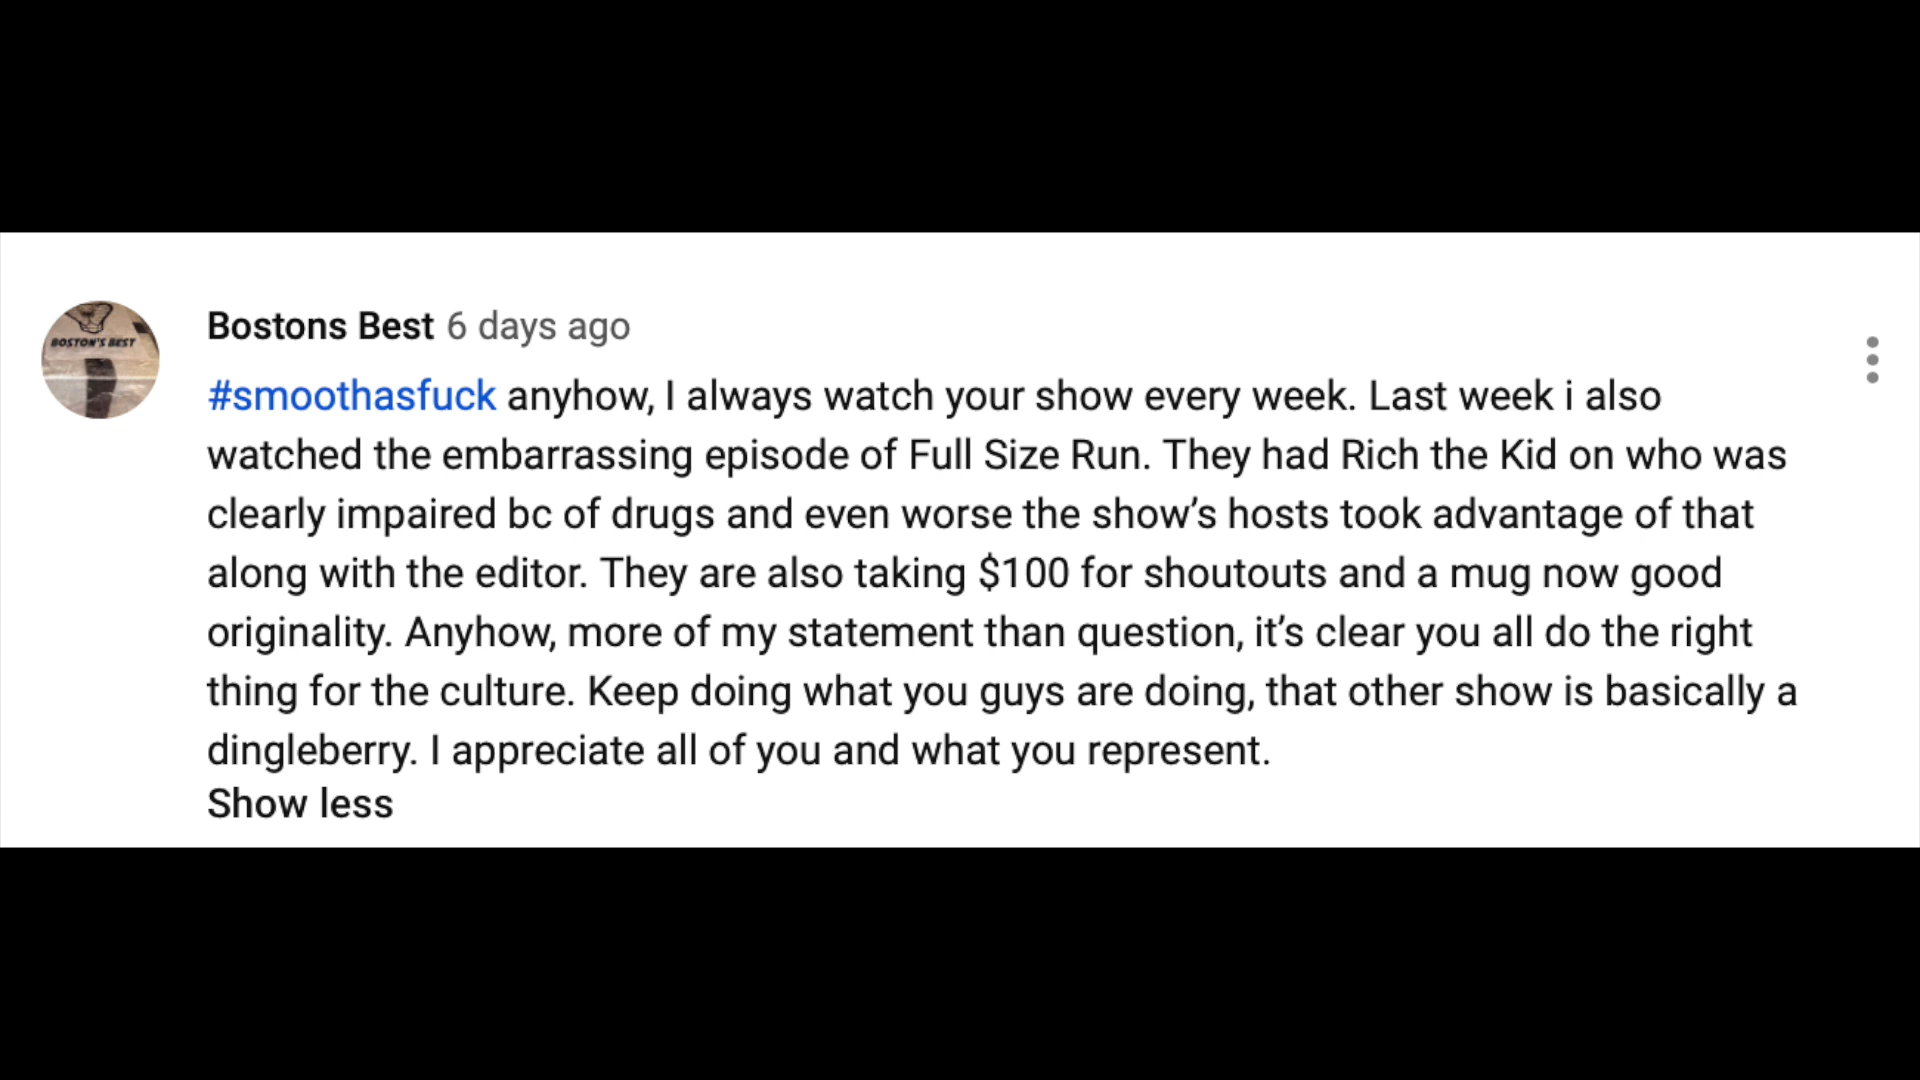 BOSTON'S BEST
Bostons Best 6 days ago
#smoothasfuck anyhow, I always watch your show every week. Last week i also
watched the embarrassing episode of Full Size Run. They had Rich the Kid on who was
clearly impaired bc of drugs and even worse the show’s hosts took advantage of that
along with the editor. They are also taking $100 for shoutouts and a mug now good
originality. Anyhow, more of my statement than question, it’s clear you all do the right
thing for the culture. Keep doing what you guys are doing, that other show is basically a
dingleberry. I appreciate all of you and what you represent.
Show less